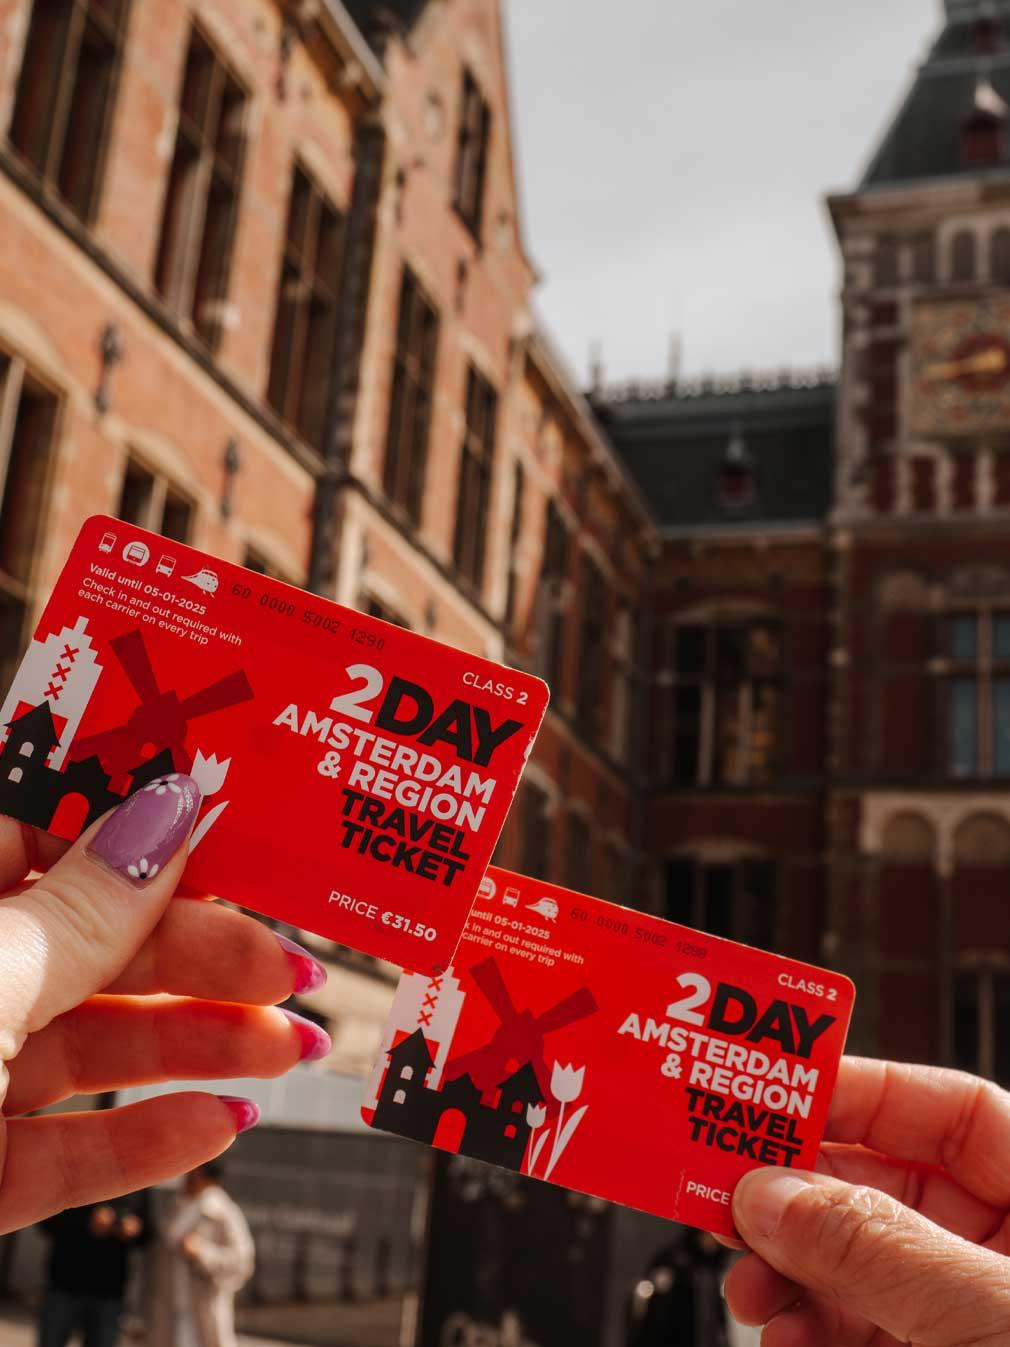 Valid until 05-01-2025
Check in and out required with
each carrier on every trip
60 0000 5002 1290
CLASS 2
2DAY
AMSTERDAM
& REGION
TRAVEL
TICKET
PRICE €31.50
until 05-01-2025
in and out required with
carrier on every trip
60 0000 5002 1288
CLASS 2
2DAY
AMSTERDAM
& REGION
TRAVEL
TICKET
PRICE